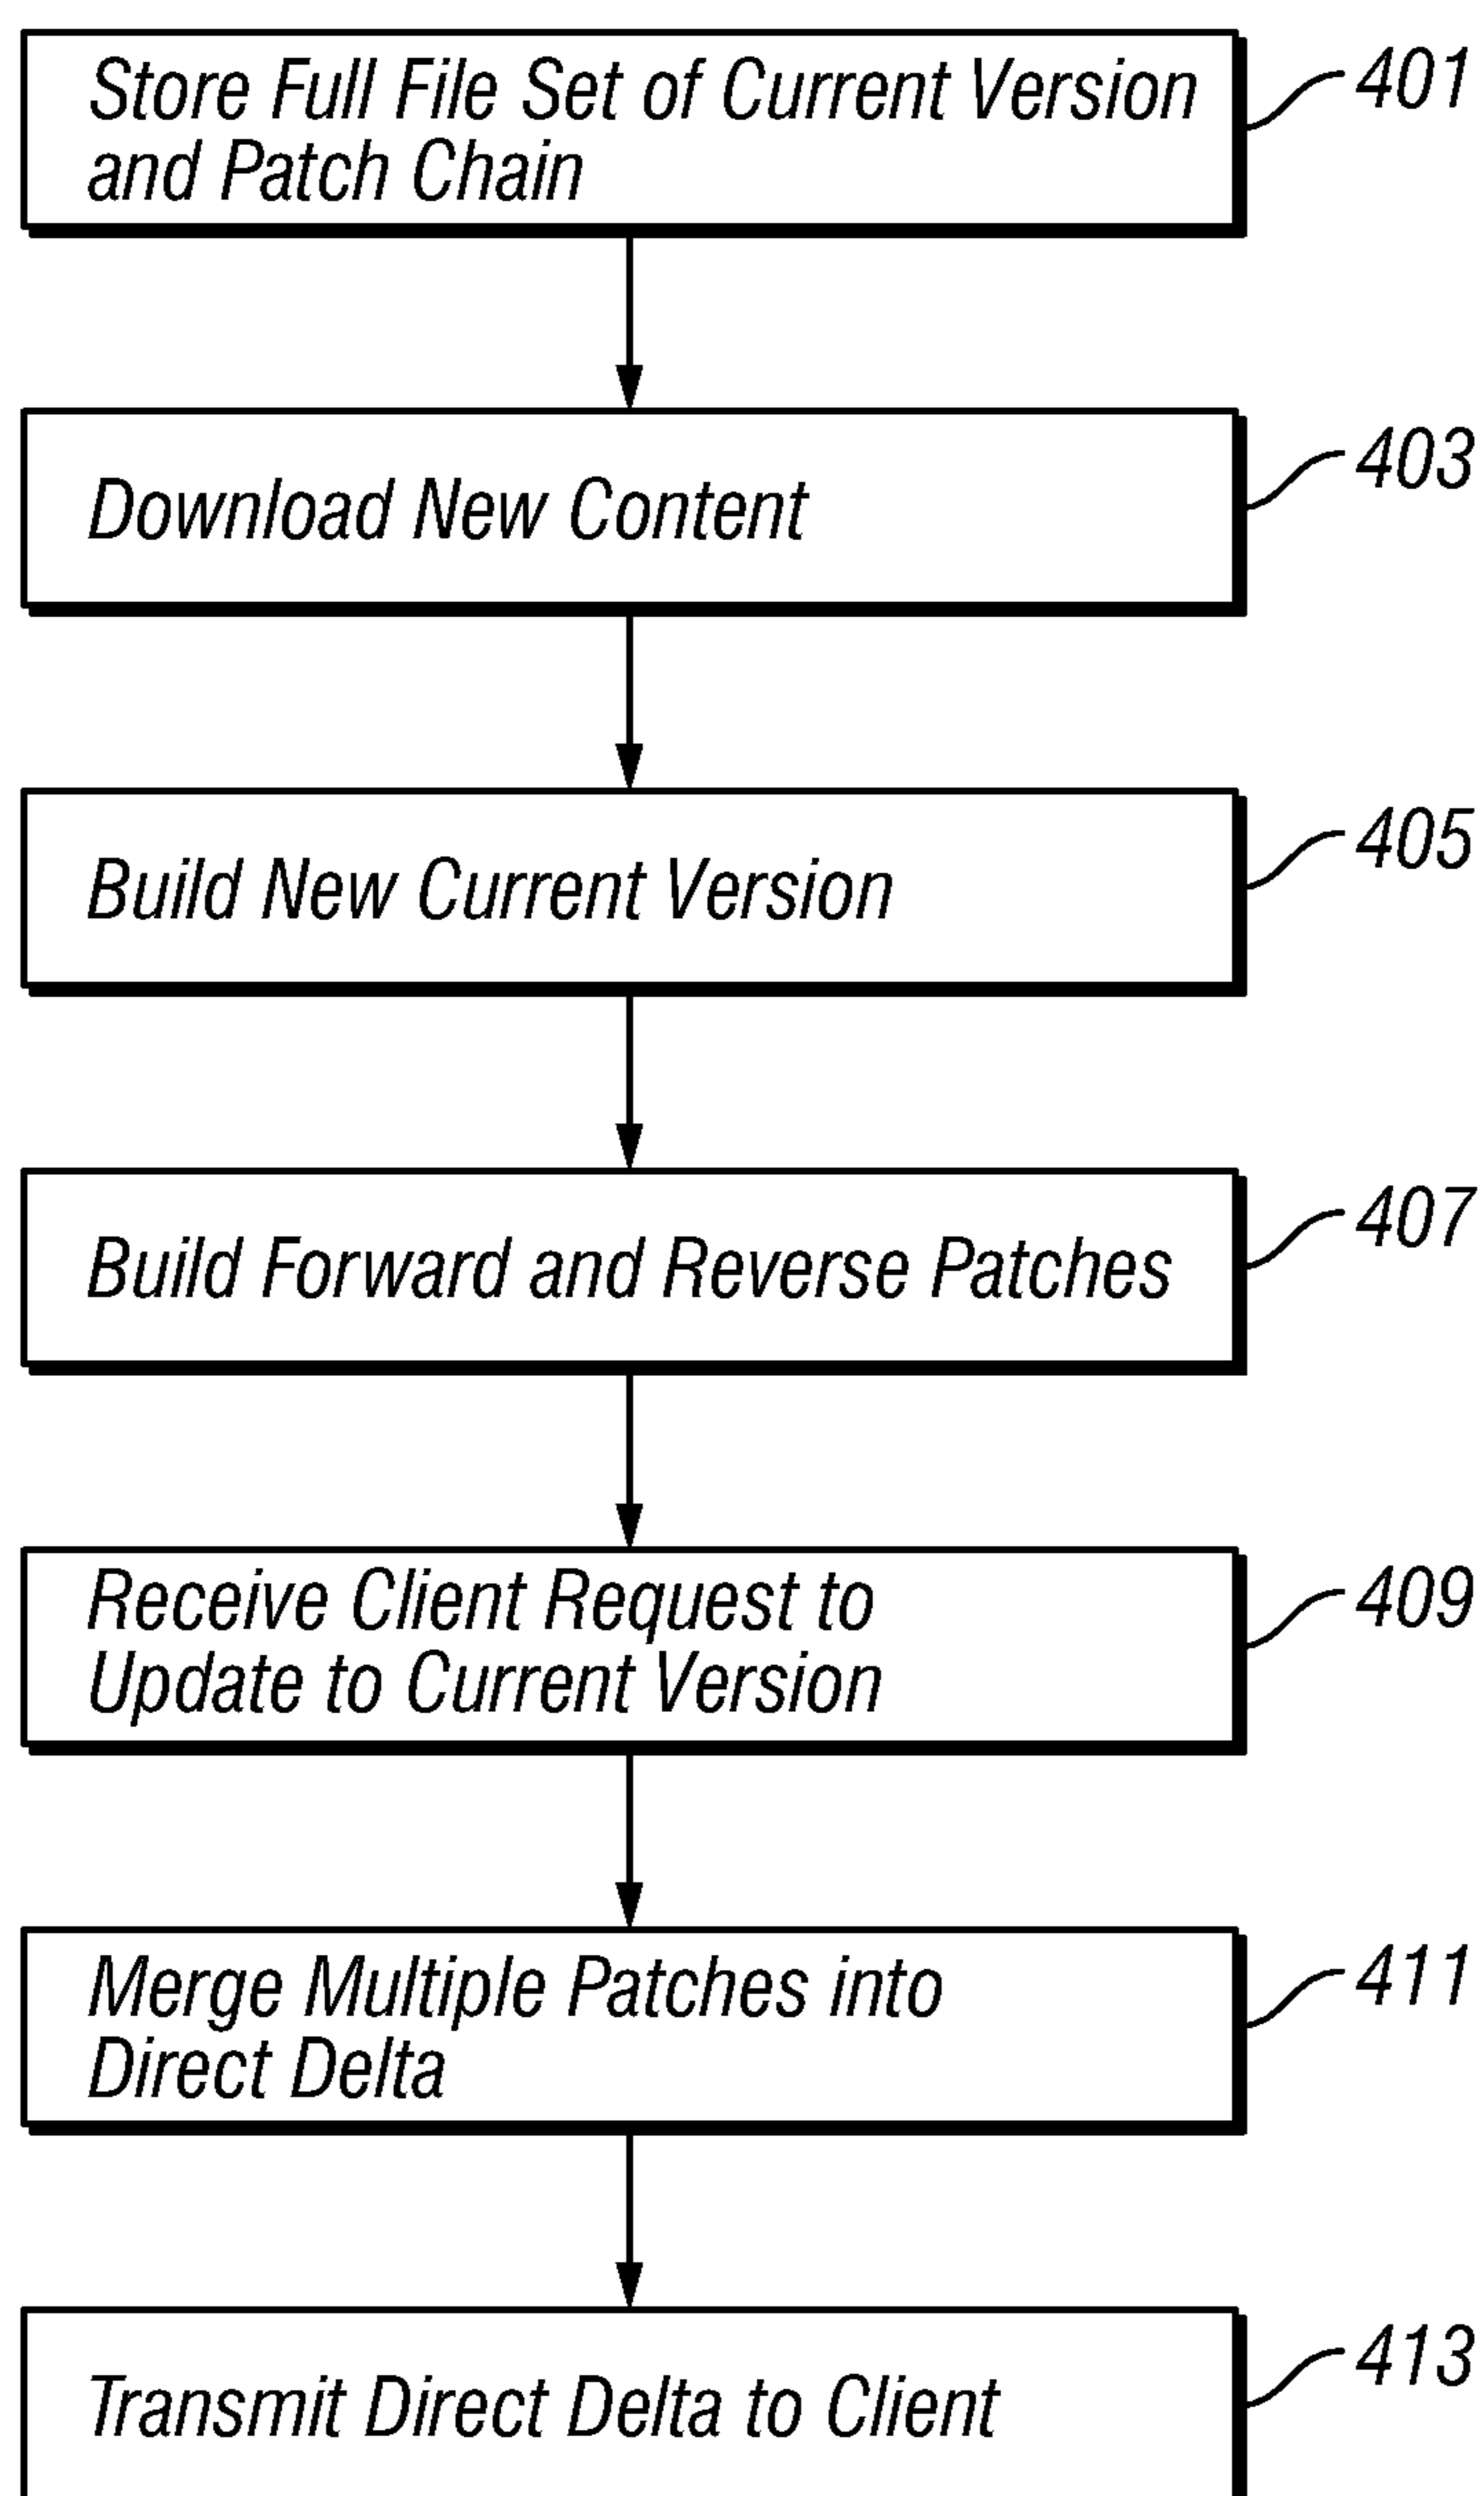 Store Full File Set of Current Version
and Patch Chain
401
Download New Content
403
Build New Current Version
405
Build Forward and Reverse Patches
407
Receive Client Request to
Update to Current Version
409
Merge Multiple Patches into
Direct Delta
411
Transmit Direct Delta to Client
413